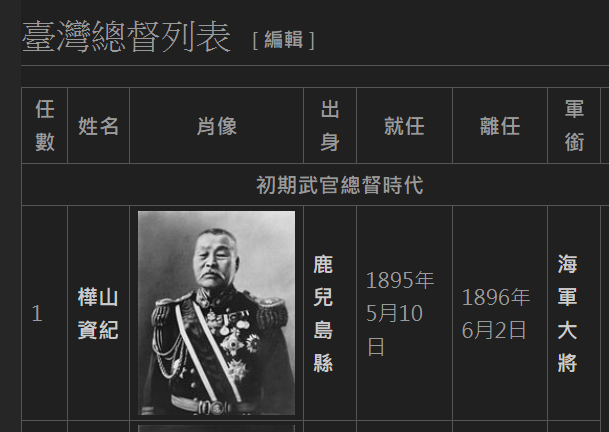 臺灣總督列表 [ 編輯 ]
任數 姓名 肖像 出身 就任 離任 軍銜
初期武官總督時代
1 樺山資紀 鹿兒島縣 1895年5月10日 1896年6月2日 海軍大將